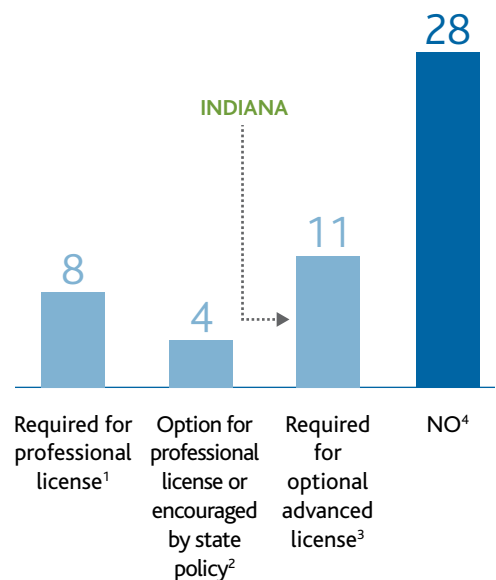 28
INDIANA
11
8
4
Required for
professional
license¹
Option for
professional
license or
encouraged
by state
policy²
Required
for
optional
advanced
license³
NO⁴